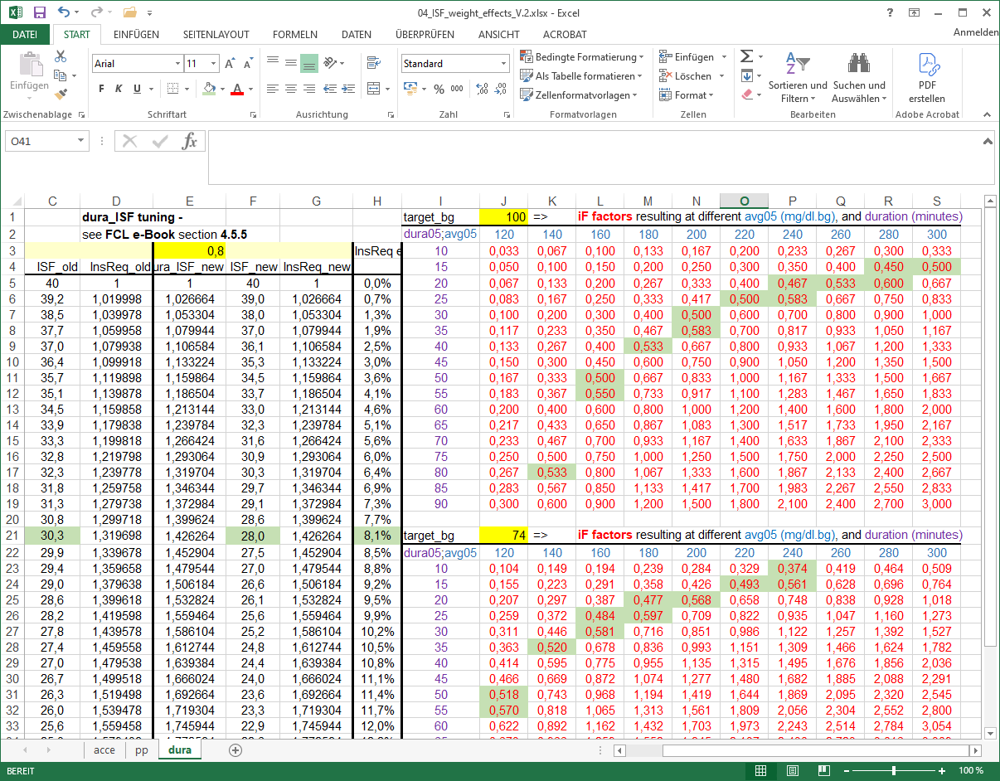 04_ISF_weight_effects_V.2.xlsx - Excel
DATEI START EINFÜGEN SEITENLAYOUT FORMELN DATEN ÜBERPRÜFEN ANSICHT ACROBAT Anmelden
Einfügen
Arial 11
F K U
Standard
% 000
Bedingte Formatierung
Als Tabelle formatieren
Zellenformatvorlagen
Einfügen
Löschen
Format
Sortieren und Filtern
Suchen und Auswählen
PDF erstellen
Zwischenablage Schriftart Ausrichtung Zahl Formatvorlagen Zellen Bearbeiten Adobe Acrobat
O41 fx
C D E F G H I J K L M N O P Q R S
1 dura_ISF tuning - target_bg 100 => iF factors resulting at different avg05 (mg/dl.bg), and duration (minutes)
2 see FCL e-Book section 4.5.5 dura05;avg05 120 140 160 180 200 220 240 260 280 300
3 0,8 InsReq e 10 0,033 0,067 0,100 0,133 0,167 0,200 0,233 0,267 0,300 0,333
4 ISF_old InsReq_old ura_ISF_new ISF_new InsReq_new 15 0,050 0,100 0,150 0,200 0,250 0,300 0,350 0,400 0,450 0,500
5 40 1 1 40 1 0,0% 20 0,067 0,133 0,200 0,267 0,333 0,400 0,467 0,533 0,600 0,667
6 39,2 1,019998 1,026664 39,0 1,026664 0,7% 25 0,083 0,167 0,250 0,333 0,417 0,500 0,583 0,667 0,750 0,833
7 38,5 1,039978 1,053304 38,0 1,053304 1,3% 30 0,100 0,200 0,300 0,400 0,500 0,600 0,700 0,800 0,900 1,000
8 37,7 1,059958 1,079944 37,0 1,079944 1,9% 35 0,117 0,233 0,350 0,467 0,583 0,700 0,817 0,933 1,050 1,167
9 37,0 1,079938 1,106584 36,1 1,106584 2,5% 40 0,133 0,267 0,400 0,533 0,667 0,800 0,933 1,067 1,200 1,333
10 36,4 1,099918 1,133224 35,3 1,133224 3,0% 45 0,150 0,300 0,450 0,600 0,750 0,900 1,050 1,200 1,350 1,500
11 35,7 1,119898 1,159864 34,5 1,159864 3,6% 50 0,167 0,333 0,500 0,667 0,833 1,000 1,167 1,333 1,500 1,667
12 35,1 1,139878 1,186504 33,7 1,186504 4,1% 55 0,183 0,367 0,550 0,733 0,917 1,100 1,283 1,467 1,650 1,833
13 34,5 1,159858 1,213144 33,0 1,213144 4,6% 60 0,200 0,400 0,600 0,800 1,000 1,200 1,400 1,600 1,800 2,000
14 33,9 1,179838 1,239784 32,3 1,239784 5,1% 65 0,217 0,433 0,650 0,867 1,083 1,300 1,517 1,733 1,950 2,167
15 33,3 1,199818 1,266424 31,6 1,266424 5,6% 70 0,233 0,467 0,700 0,933 1,167 1,400 1,633 1,867 2,100 2,333
16 32,8 1,219798 1,293064 30,9 1,293064 6,0% 75 0,250 0,500 0,750 1,000 1,250 1,500 1,750 2,000 2,250 2,500
17 32,3 1,239778 1,319704 30,3 1,319704 6,4% 80 0,267 0,533 0,800 1,067 1,333 1,600 1,867 2,133 2,400 2,667
18 31,8 1,259758 1,346344 29,7 1,346344 6,9% 85 0,283 0,567 0,850 1,133 1,417 1,700 1,983 2,267 2,550 2,833
19 31,3 1,279738 1,372984 29,1 1,372984 7,3% 90 0,300 0,600 0,900 1,200 1,500 1,800 2,100 2,400 2,700 3,000
20 30,8 1,299718 1,399624 28,6 1,399624 7,7%
21 30,3 1,319698 1,426264 28,0 1,426264 8,1% target_bg 74 => iF factors resulting at different avg05 (mg/dl.bg), and duration (minutes)
22 29,9 1,339678 1,452904 27,5 1,452904 8,5% dura05;avg05 120 140 160 180 200 220 240 260 280 300
23 29,4 1,359658 1,479544 27,0 1,479544 8,8% 10 0,104 0,149 0,194 0,239 0,284 0,329 0,374 0,419 0,464 0,509
24 29,0 1,379638 1,506184 26,6 1,506184 9,2% 15 0,155 0,223 0,291 0,358 0,426 0,493 0,561 0,628 0,696 0,764
25 28,6 1,399618 1,532824 26,1 1,532824 9,5% 20 0,207 0,297 0,387 0,477 0,568 0,658 0,748 0,838 0,928 1,018
26 28,2 1,419598 1,559464 25,6 1,559464 9,9% 25 0,259 0,372 0,484 0,597 0,709 0,822 0,935 1,047 1,160 1,273
27 27,8 1,439578 1,586104 25,2 1,586104 10,2% 30 0,311 0,446 0,581 0,716 0,851 0,986 1,122 1,257 1,392 1,527
28 27,4 1,459558 1,612744 24,8 1,612744 10,5% 35 0,363 0,520 0,678 0,836 0,993 1,151 1,309 1,466 1,624 1,782
29 27,0 1,479538 1,639384 24,4 1,639384 10,8% 40 0,414 0,595 0,775 0,955 1,135 1,315 1,495 1,676 1,856 2,036
30 26,7 1,499518 1,666024 24,0 1,666024 11,1% 45 0,466 0,669 0,872 1,074 1,277 1,480 1,682 1,885 2,088 2,291
31 26,3 1,519498 1,692664 23,6 1,692664 11,4% 50 0,518 0,743 0,968 1,194 1,419 1,644 1,869 2,095 2,320 2,545
32 26,0 1,539478 1,719304 23,3 1,719304 11,7% 55 0,570 0,818 1,065 1,313 1,561 1,809 2,056 2,304 2,552 2,800
33 25,6 1,559458 1,745944 22,9 1,745944 12,0% 60 0,622 0,892 1,162 1,432 1,703 1,973 2,243 2,514 2,784 3,054
acce pp dura
BEREIT 100 %